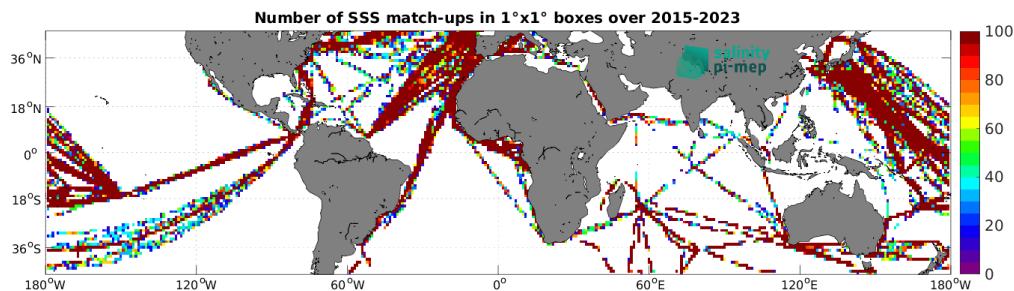 Number of SSS match-ups in 1°x1° boxes over 2015-2023
salinity
pi-mep
36°N
18°N
0°
18°S
36°S
180°W
120°W
60°W
0°
60°E
120°E
180°W
100
80
60
40
20
0